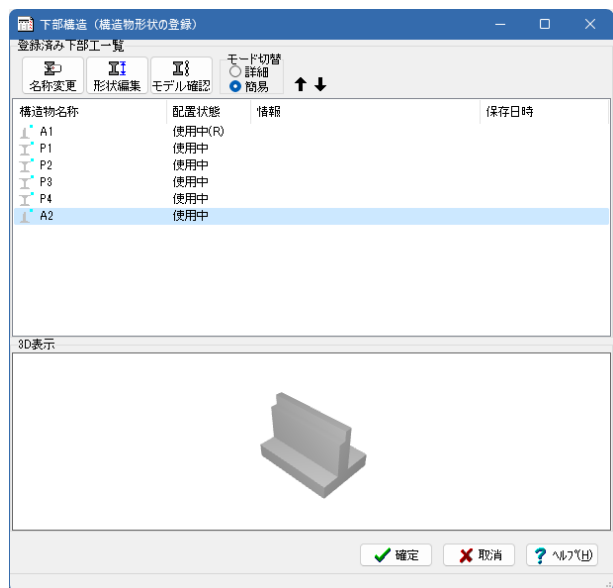 下部構造（構造物形状の登録）
登録済み下部工一覧
名称変更 形状編集 モデル確認 モード切替
詳細
簡易
構造物名称 配置状態 情報 保存日時
A1 使用中(R)
P1 使用中
P2 使用中
P3 使用中
P4 使用中
A2 使用中
3D表示
確定 取消 ? ヘルプ(H)